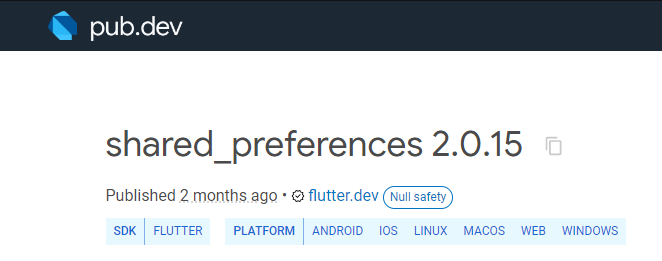 pub.dev
shared_preferences 2.0.15
Published 2 months ago • flutter.dev Null safety
SDK FLUTTER PLATFORM ANDROID IOS LINUX MACOS WEB WINDOWS